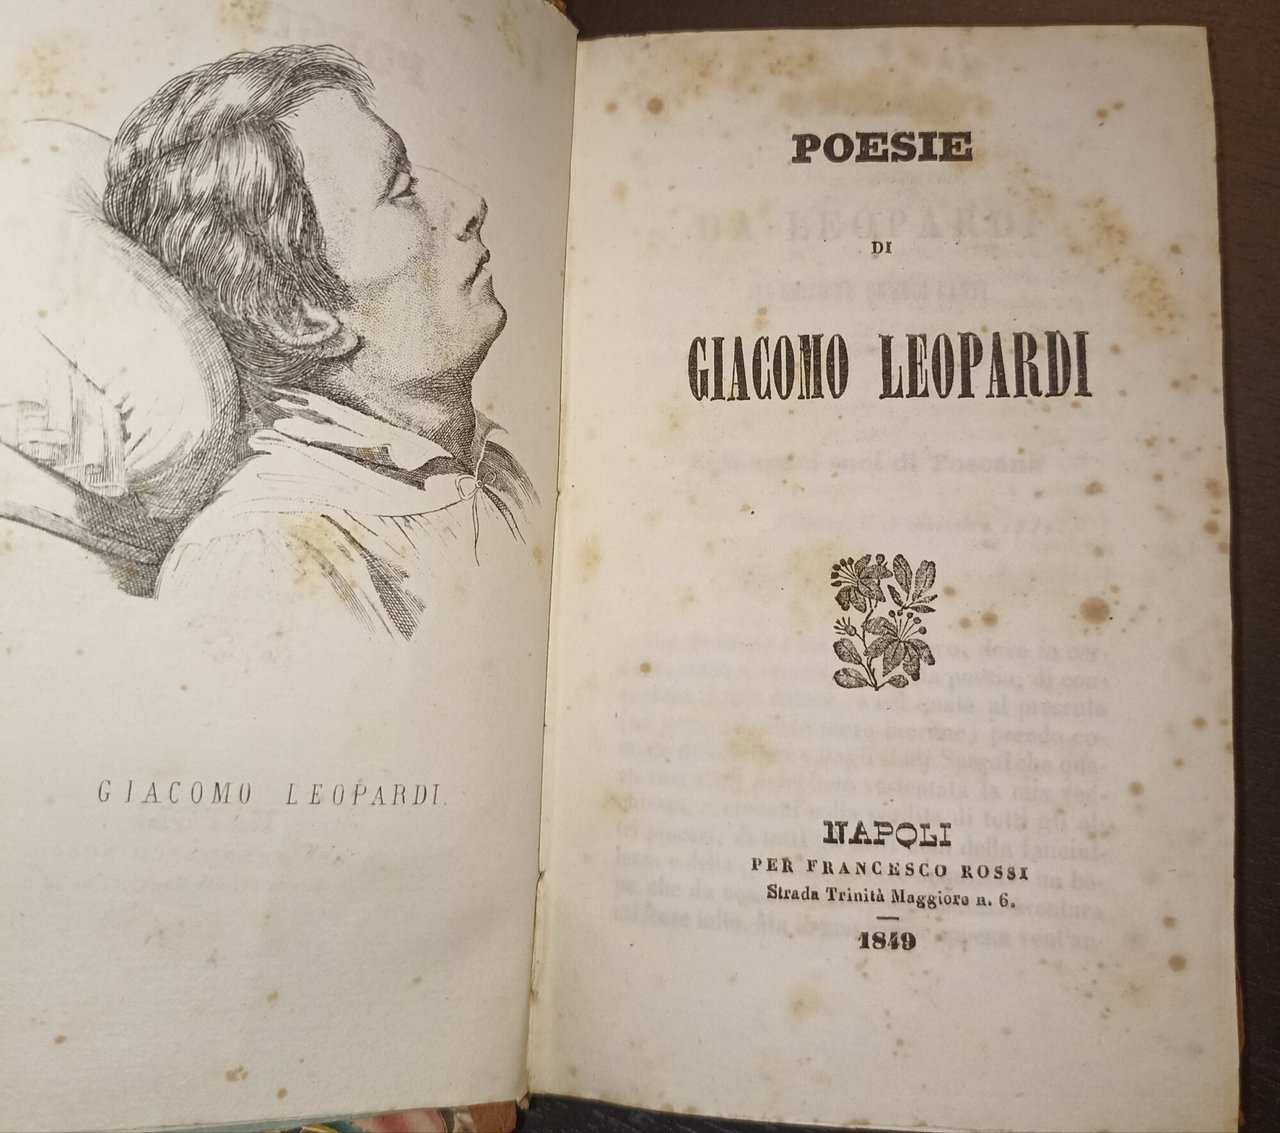 GIACOMO LEOPARDI.
POESIE
DI
GIACOMO LEOPARDI
NAPOLI
PER FRANCESCO ROSSI
Strada Trinità Maggiore n. 6.
1849